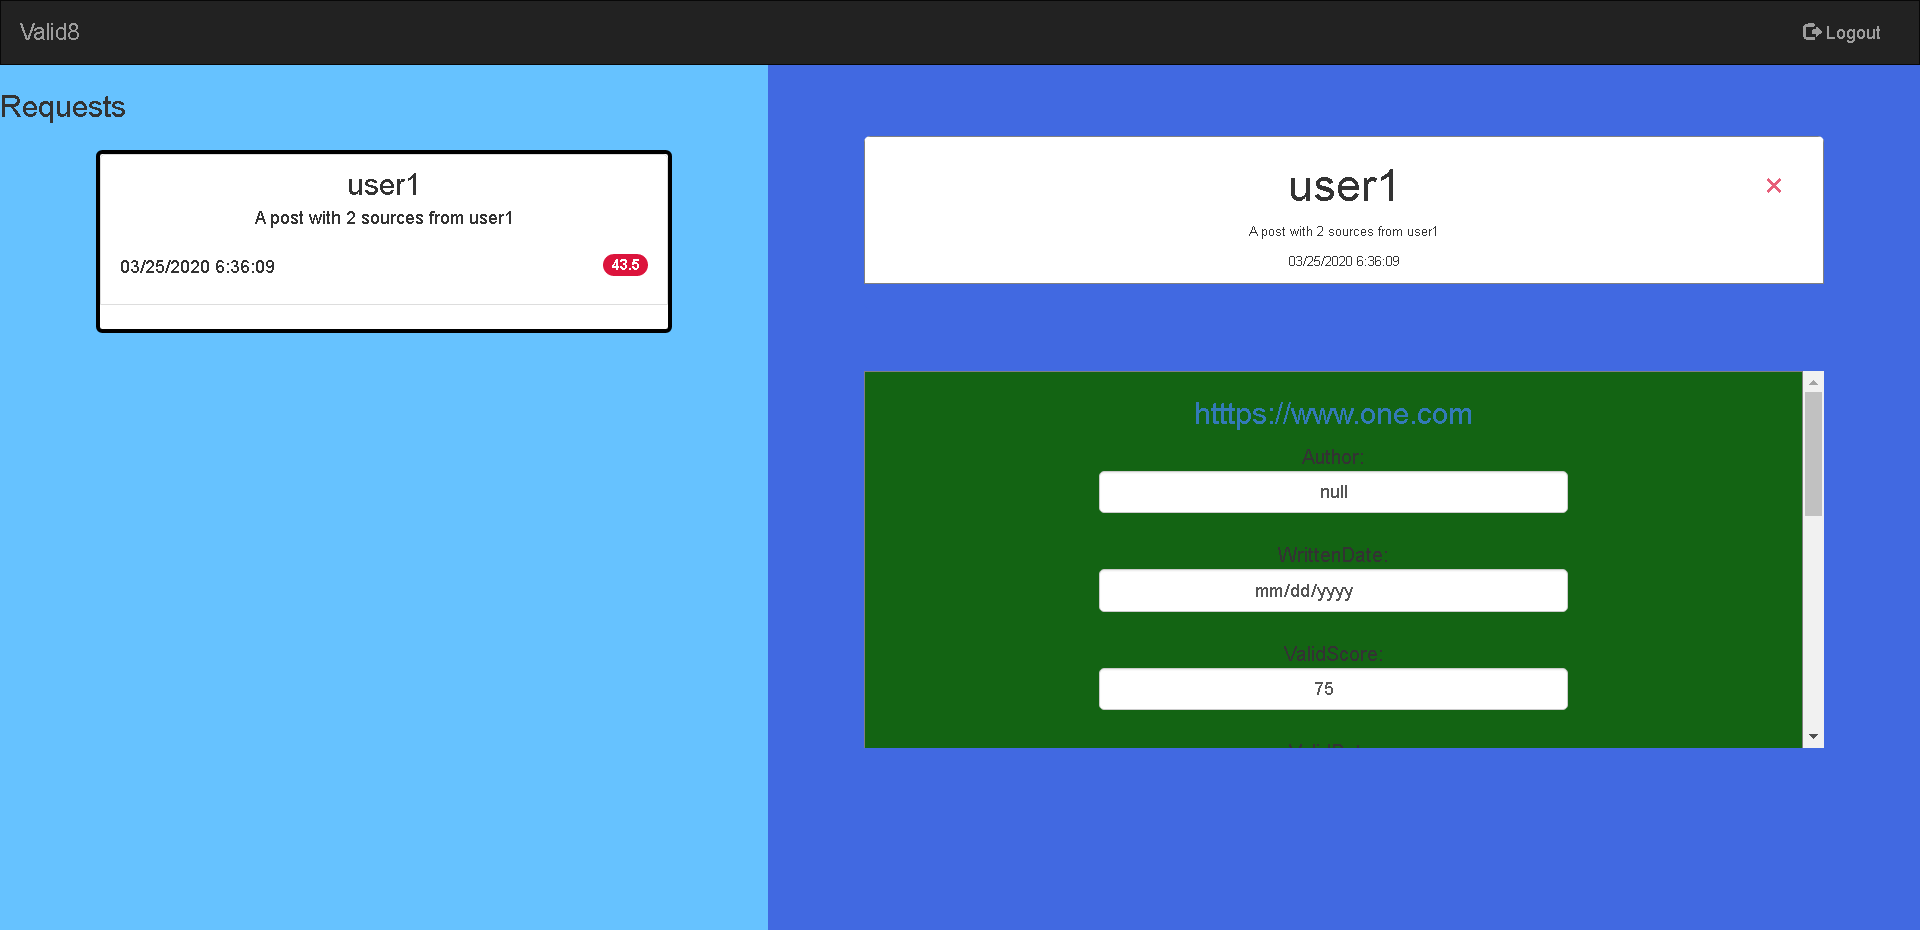 Valid8
Logout
Requests
user1
A post with 2 sources from user1
03/25/2020 6:36:09
43.5
user1
×
A post with 2 sources from user1
03/25/2020 6:36:09
htttps://www.one.com
Author:
null
WrittenDate:
mm/dd/yyyy
ValidScore:
75